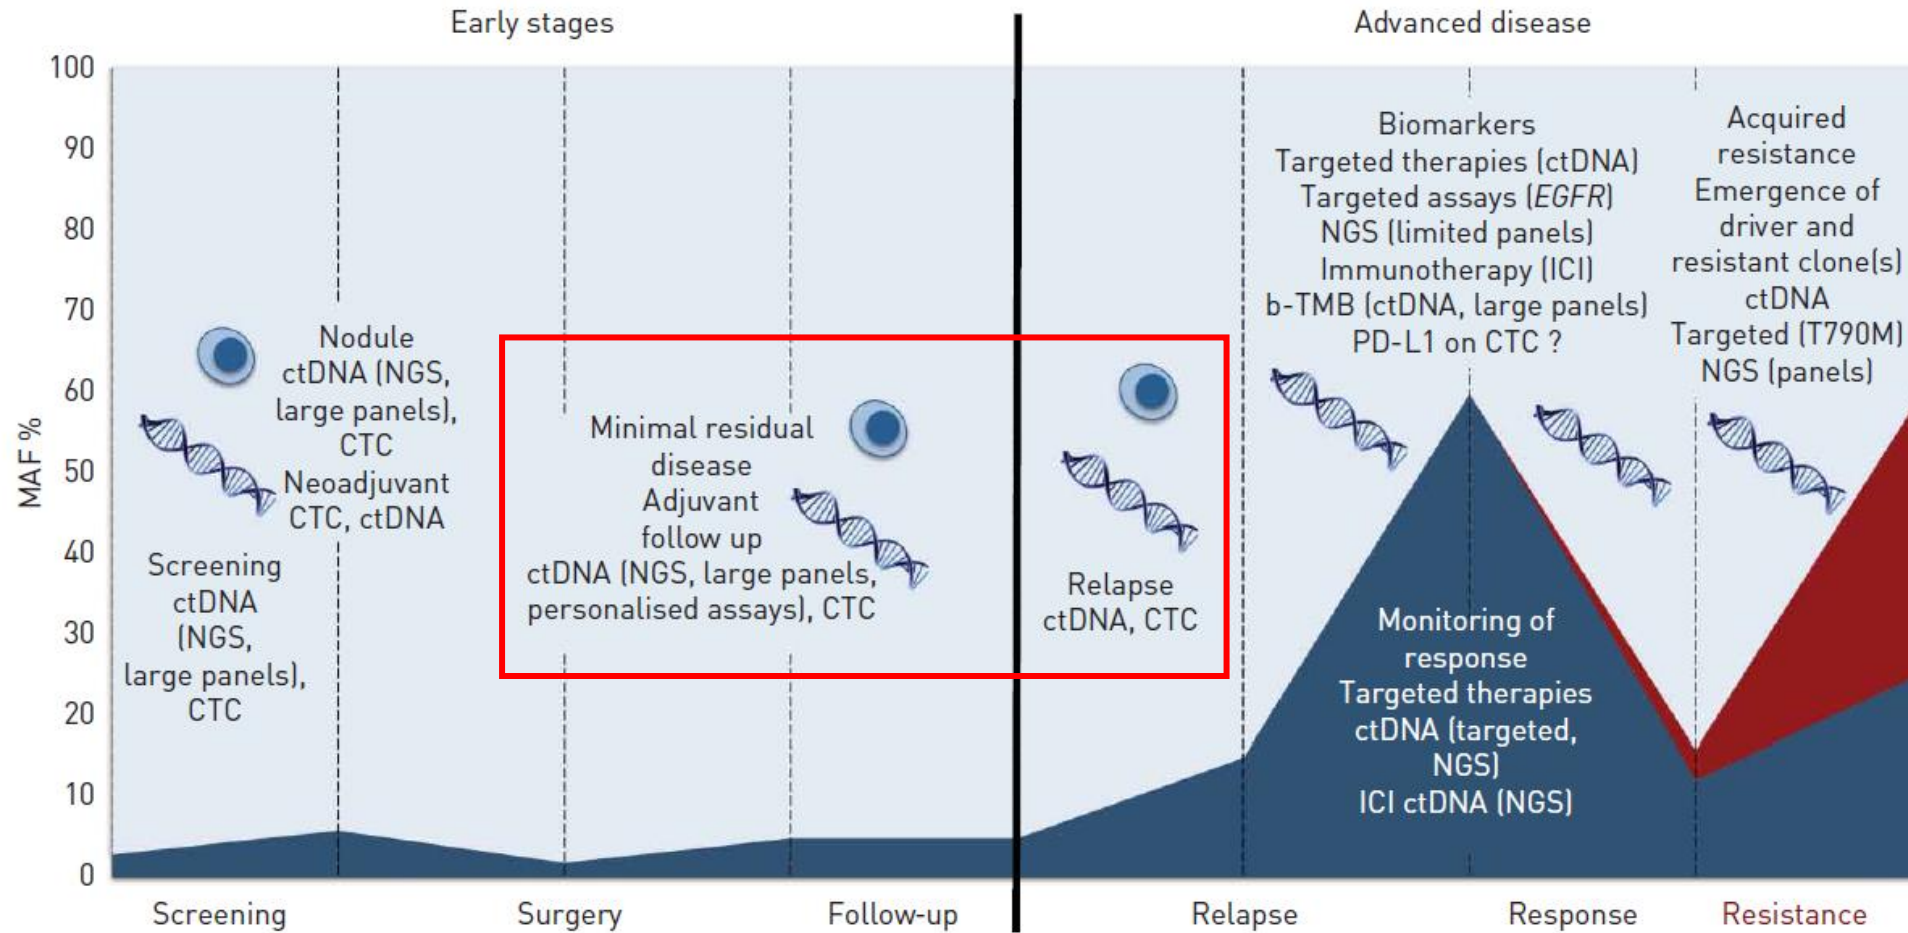 Early stages
Advanced disease
MAF %
100
90
80
70
60
50
40
30
20
10
0
Screening
ctDNA
(NGS,
large panels),
CTC
Nodule
ctDNA (NGS,
large panels),
CTC
Neoadjuvant
CTC, ctDNA
Minimal residual
disease
Adjuvant
follow up
ctDNA (NGS, large panels,
personalised assays), CTC
Relapse
ctDNA, CTC
Biomarkers
Targeted therapies (ctDNA)
Targeted assays (EGFR)
NGS (limited panels)
Immunotherapy (ICI)
b-TMB (ctDNA, large panels)
PD-L1 on CTC ?
Monitoring of
response
Targeted therapies
ctDNA (targeted,
NGS)
ICI ctDNA (NGS)
Acquired
resistance
Emergence of
driver and
resistant clone(s)
ctDNA
Targeted (T790M)
NGS (panels)
Screening
Surgery
Follow-up
Relapse
Response
Resistance